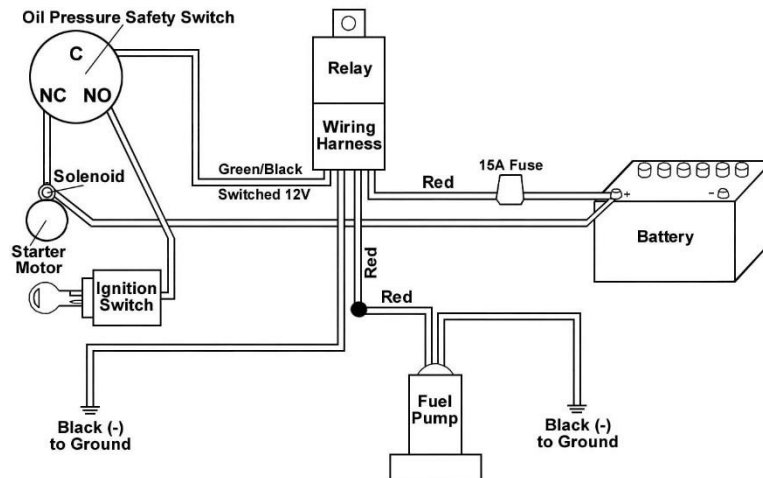 Oil Pressure Safety Switch
C
NC NO
Relay
Wiring
Harness
Green/Black
Switched 12V
15A Fuse
Red
Solenoid
Starter
Motor
Ignition
Switch
+
-
Battery
Red
Red
Fuel
Pump
Black (-)
to Ground
Black (-)
to Ground